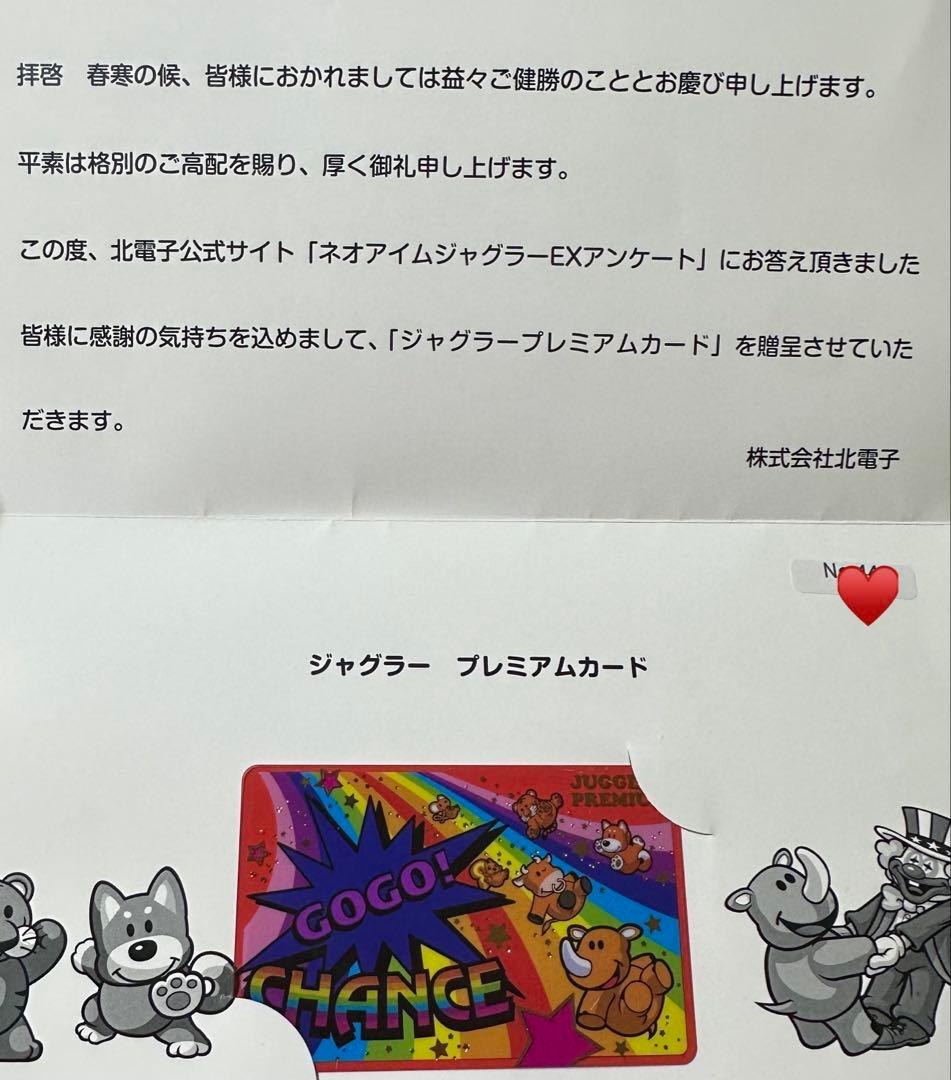 拝啓　春寒の候、皆様におかれましては益々ご健勝のこととお慶び申し上げます。
平素は格別のご高配を賜り、厚く御礼申し上げます。
この度、北電子公式サイト「ネオアイムジャグラーEXアンケート」にお答え頂きました
皆様に感謝の気持ちを込めまして、「ジャグラープレミアムカード」を贈呈させていた
だきます。
株式会社北電子
ジャグラー　プレミアムカード
GOGO!
CHANCE